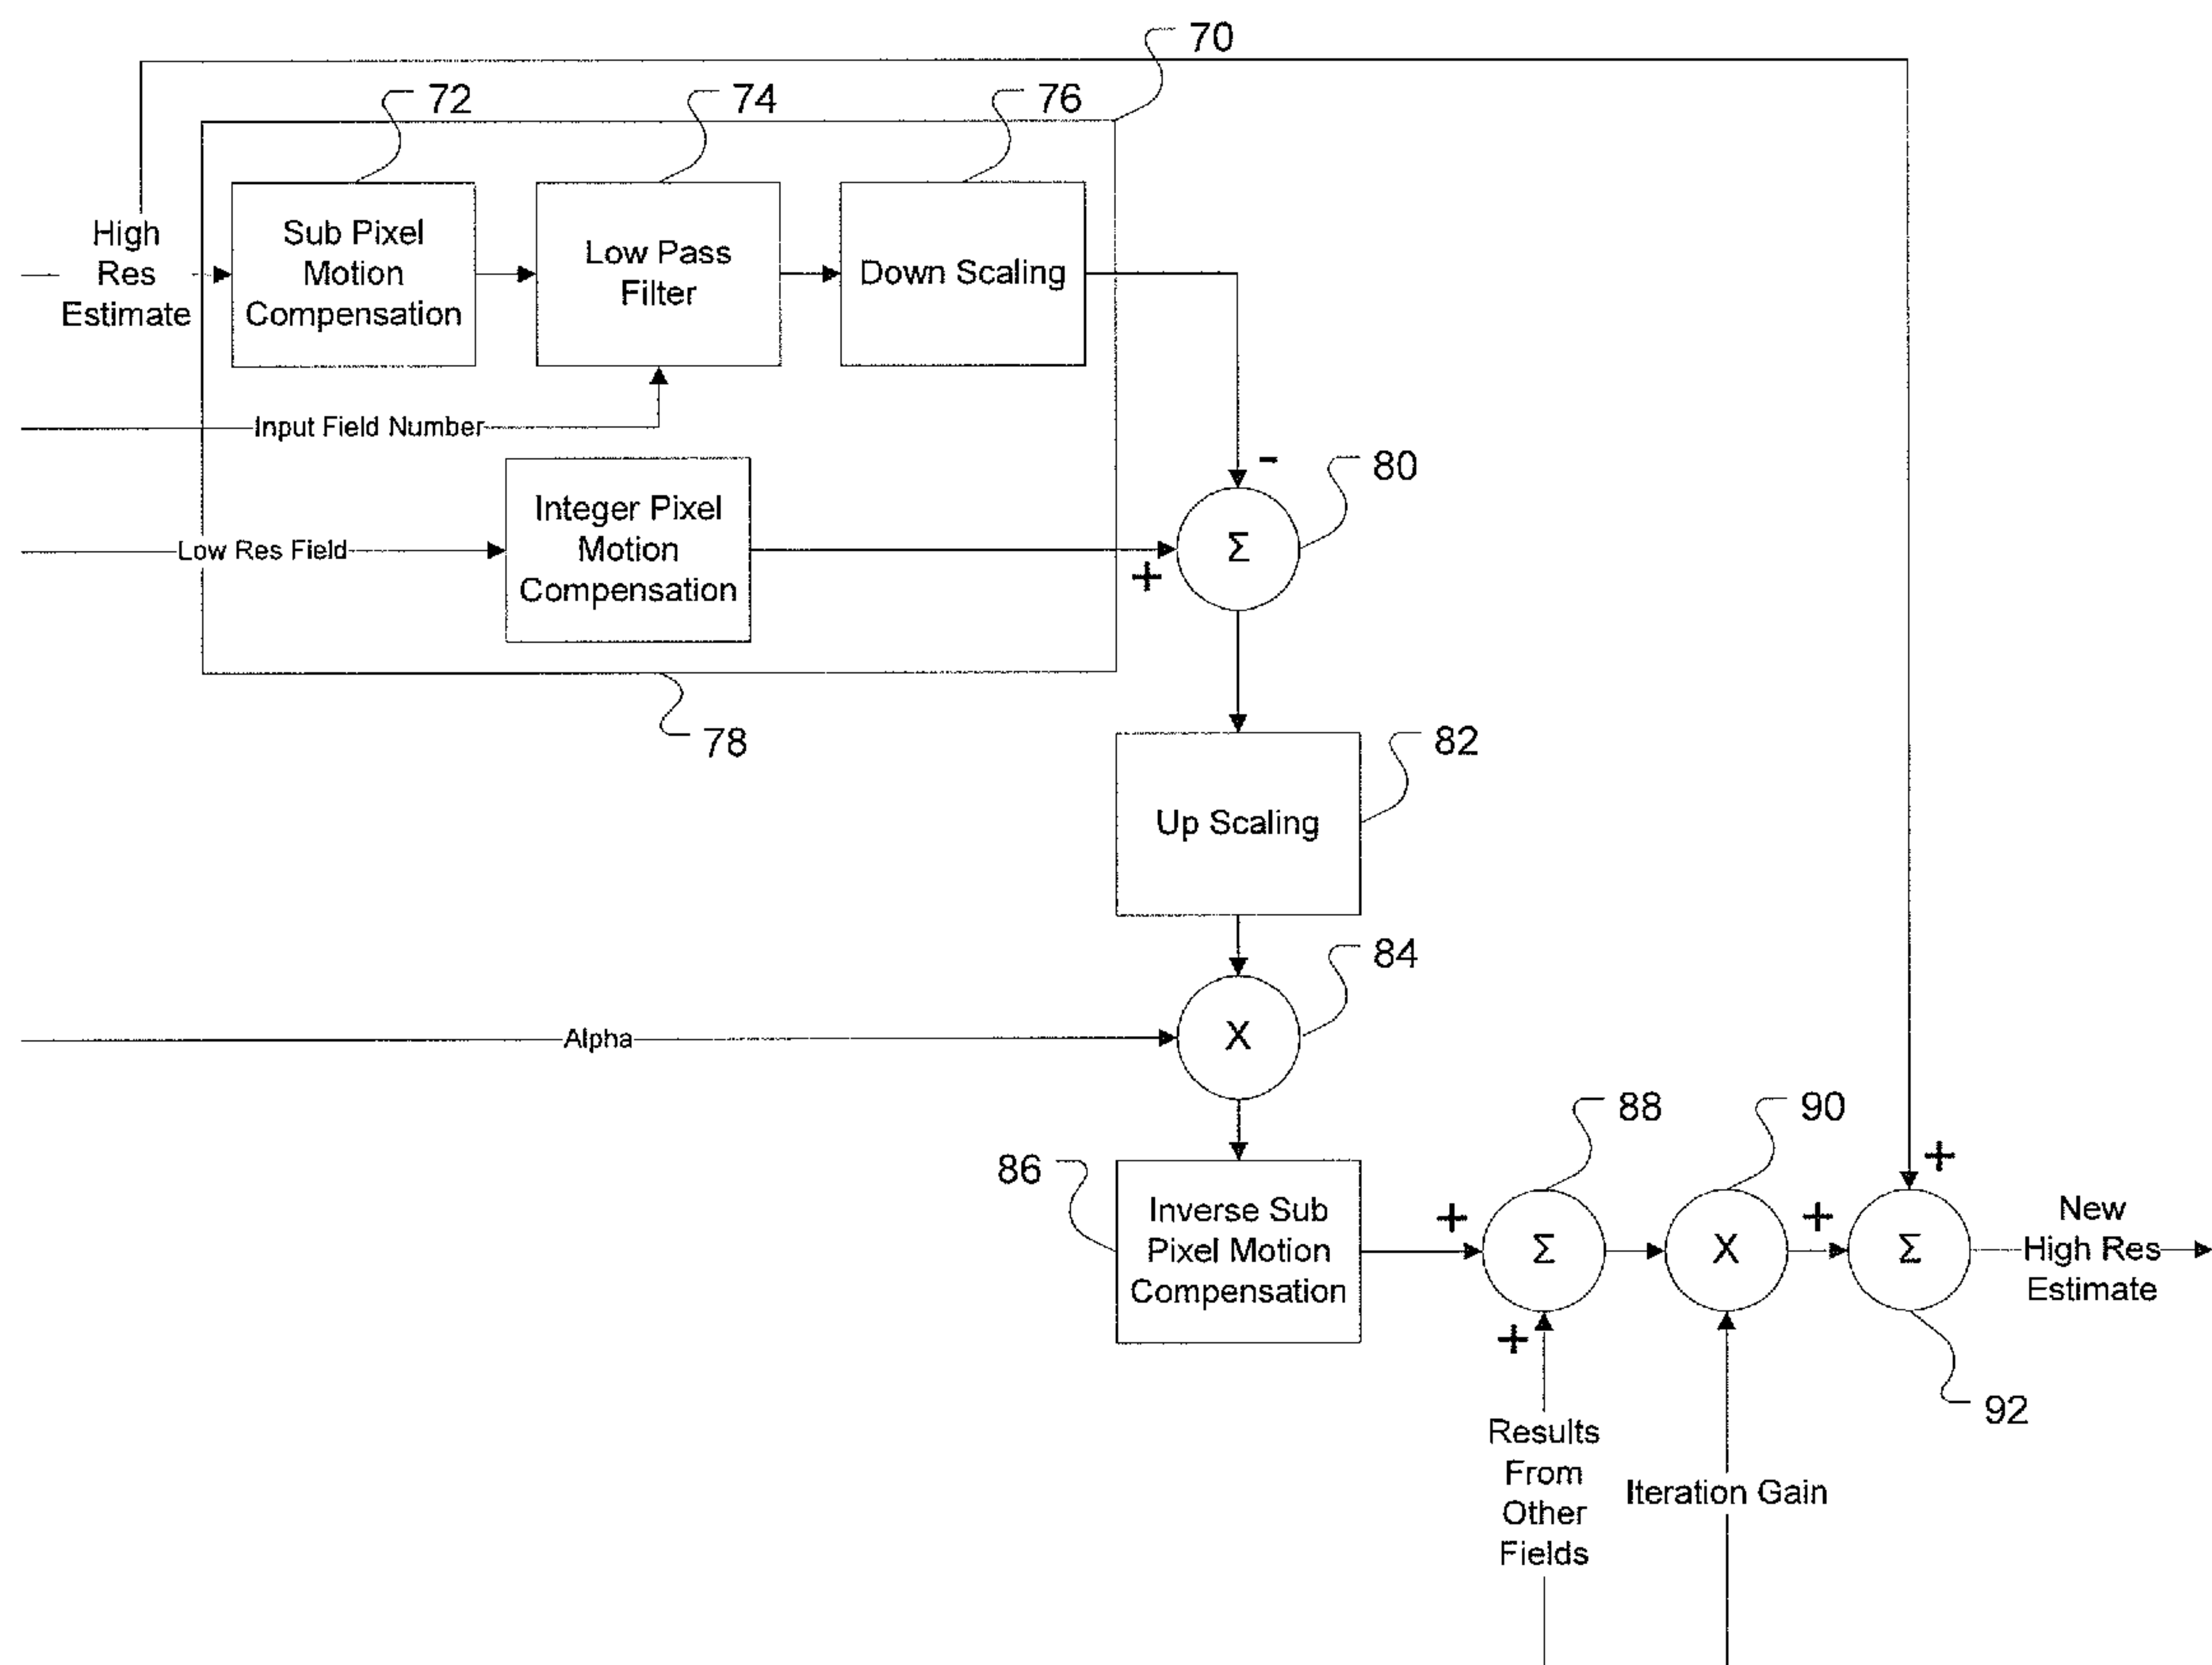 70
72
74
76
High
Res
Estimate
Sub Pixel
Motion
Compensation
Low Pass
Filter
Down Scaling
Input Field Number
-
80
Integer Pixel
Motion
Compensation
Low Res Field
Σ
+
78
82
Up Scaling
84
Alpha
X
88
90
86
Inverse Sub
Pixel Motion
Compensation
+
Σ
X
+
+
Σ
New
High Res
Estimate
+
92
Results
From
Other
Fields
Iteration Gain